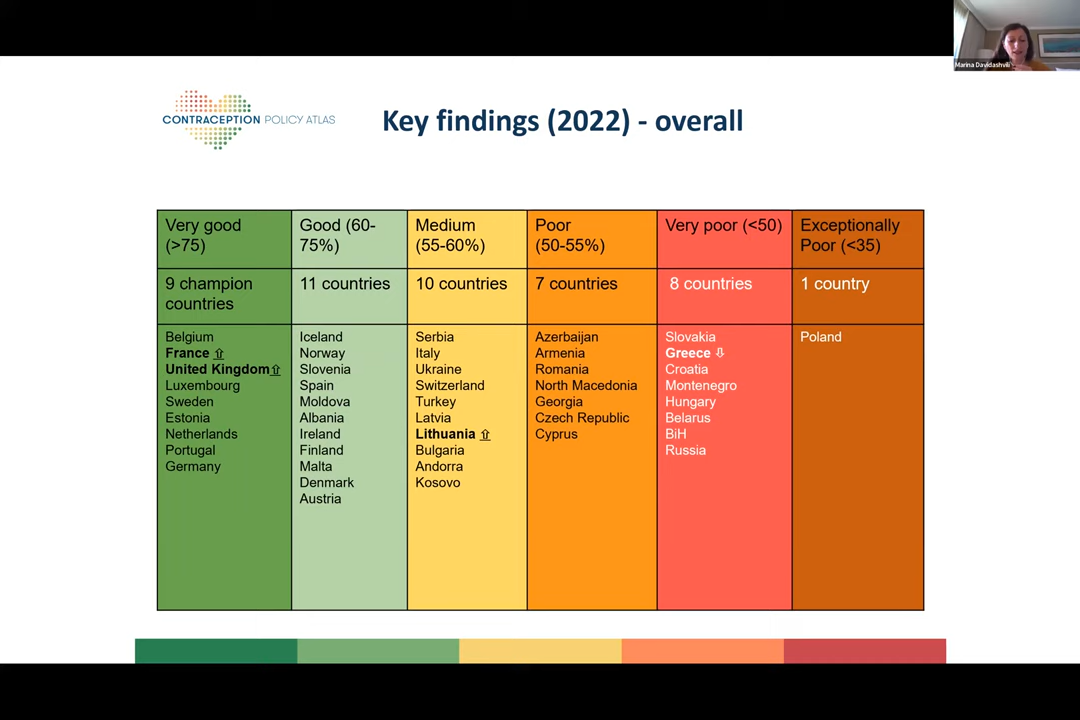 Marina Davidashvili
CONTRACEPTION POLICY ATLAS
Key findings (2022) - overall
Very good
(>75)
Good (60-
75%)
Medium
(55-60%)
Poor
(50-55%)
Very poor (<50)
Exceptionally
Poor (<35)
9 champion
countries
11 countries
10 countries
7 countries
8 countries
1 country
Belgium
France ⇧
United Kingdom⇧
Luxembourg
Sweden
Estonia
Netherlands
Portugal
Germany
Iceland
Norway
Slovenia
Spain
Moldova
Albania
Ireland
Finland
Malta
Denmark
Austria
Serbia
Italy
Ukraine
Switzerland
Turkey
Latvia
Lithuania ⇧
Bulgaria
Andorra
Kosovo
Azerbaijan
Armenia
Romania
North Macedonia
Georgia
Czech Republic
Cyprus
Slovakia
Greece ⇩
Croatia
Montenegro
Hungary
Belarus
BiH
Russia
Poland